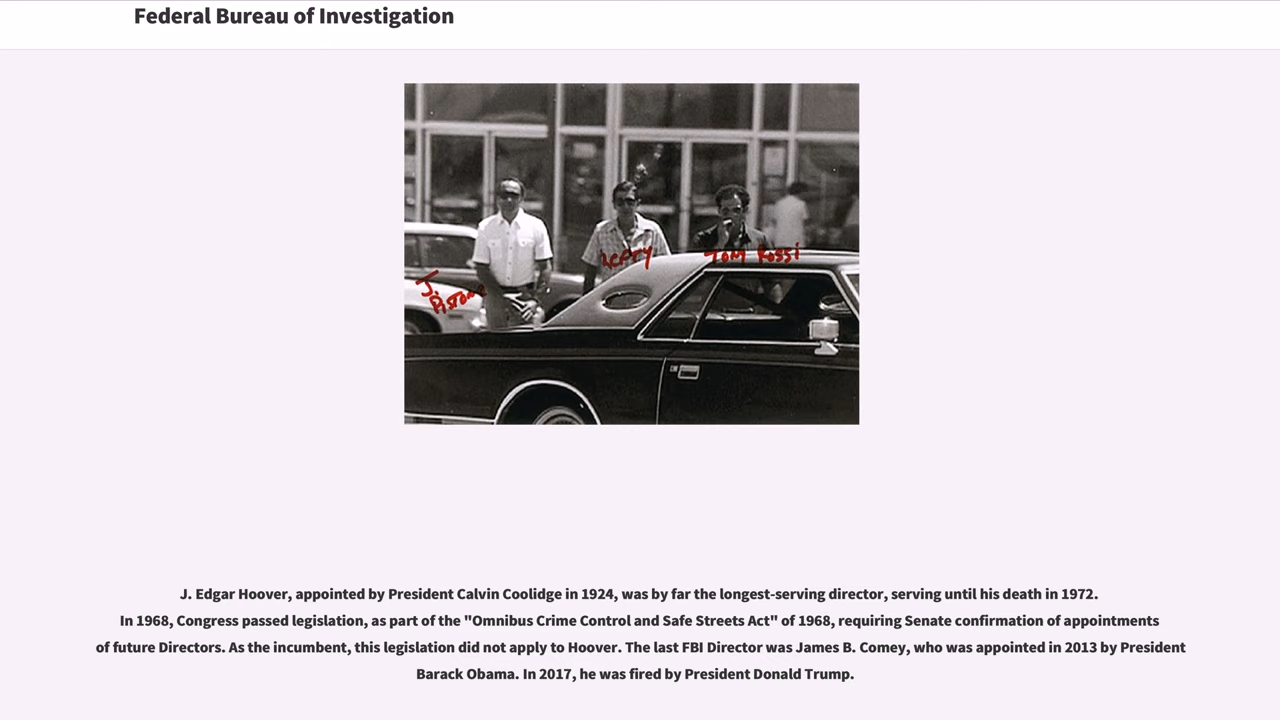 Federal Bureau of Investigation
Lefty
Tom Rossi
J.
Pistone
J. Edgar Hoover, appointed by President Calvin Coolidge in 1924, was by far the longest-serving director, serving until his death in 1972.
In 1968, Congress passed legislation, as part of the "Omnibus Crime Control and Safe Streets Act" of 1968, requiring Senate confirmation of appointments
of future Directors. As the incumbent, this legislation did not apply to Hoover. The last FBI Director was James B. Comey, who was appointed in 2013 by President
Barack Obama. In 2017, he was fired by President Donald Trump.